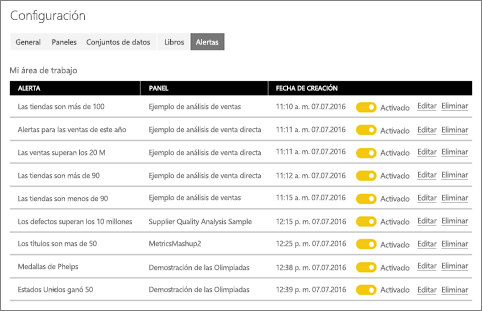 Configuración
General Paneles Conjuntos de datos Libros Alertas
Mi área de trabajo
ALERTA PANEL FECHA DE CREACIÓN
Las tiendas son más de 100 Ejemplo de análisis de ventas 11:10 a. m. 07.07.2016 Activado Editar Eliminar
Alertas para las ventas de este año Ejemplo de análisis de venta directa 11:11 a. m. 07.07.2016 Activado Editar Eliminar
Las ventas superan los 20 M Ejemplo de análisis de venta directa 11:11 a. m. 07.07.2016 Activado Editar Eliminar
Las tiendas son más de 90 Ejemplo de análisis de venta directa 11:12 a. m. 07.07.2016 Activado Editar Eliminar
Las tiendas son menos de 90 Ejemplo de análisis de ventas 11:15 a. m. 07.07.2016 Activado Editar Eliminar
Los defectos superan los 10 millones Supplier Quality Analysis Sample 12:15 p. m. 07.07.2016 Activado Editar Eliminar
Los títulos son mas de 50 MetricsMashup2 12:25 p. m. 07.07.2016 Activado Editar Eliminar
Medallas de Phelps Demostración de las Olimpiadas 12:38 p. m. 07.07.2016 Activado Editar Eliminar
Estados Unidos ganó 50 Demostración de las Olimpiadas 12:39 p. m. 07.07.2016 Activado Editar Eliminar